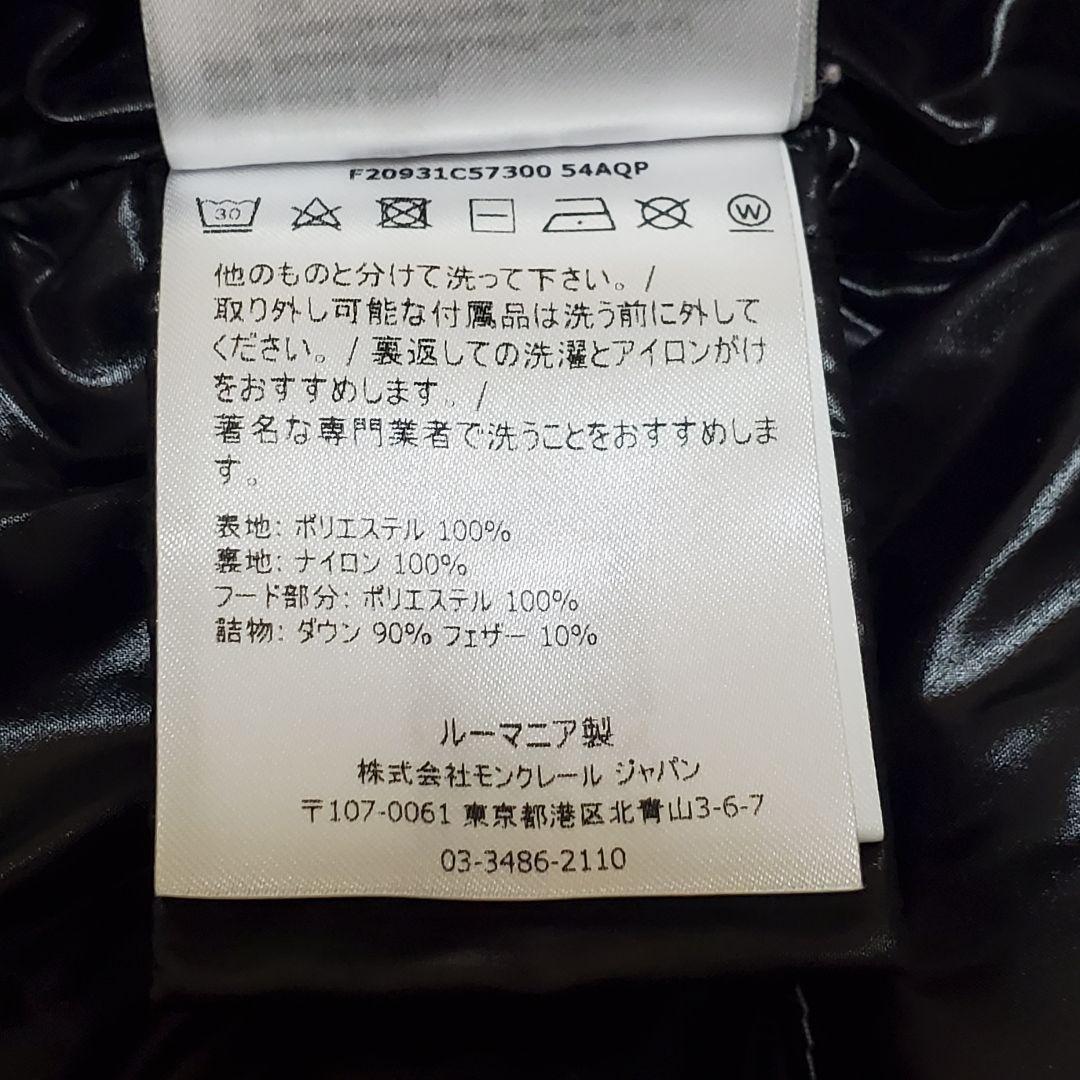 F20931C57300 54AQP
30
W
他のものと分けて洗って下さい。/
取り外し可能な付属品は洗う前に外して
ください。/ 裏返しての洗濯とアイロンがけ
をおすすめします。/
著名な専門業者で洗うことをおすすめしま
す。
表地: ポリエステル 100%
裏地: ナイロン 100%
フード部分: ポリエステル 100%
詰物: ダウン 90% フェザー 10%
ルーマニア製
株式会社モンクレール ジャパン
〒107-0061 東京都港区北青山3-6-7
03-3486-2110